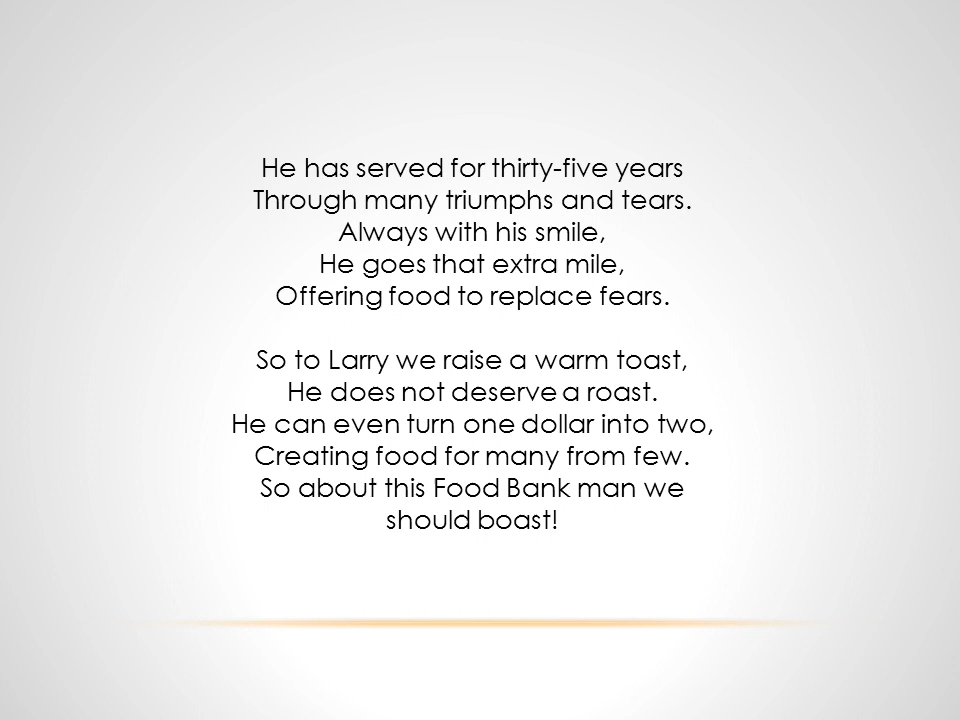 He has served for thirty-five years
Through many triumphs and tears.
Always with his smile,
He goes that extra mile,
Offering food to replace fears.

So to Larry we raise a warm toast,
He does not deserve a roast.
He can even turn one dollar into two,
Creating food for many from few.
So about this Food Bank man we
should boast!